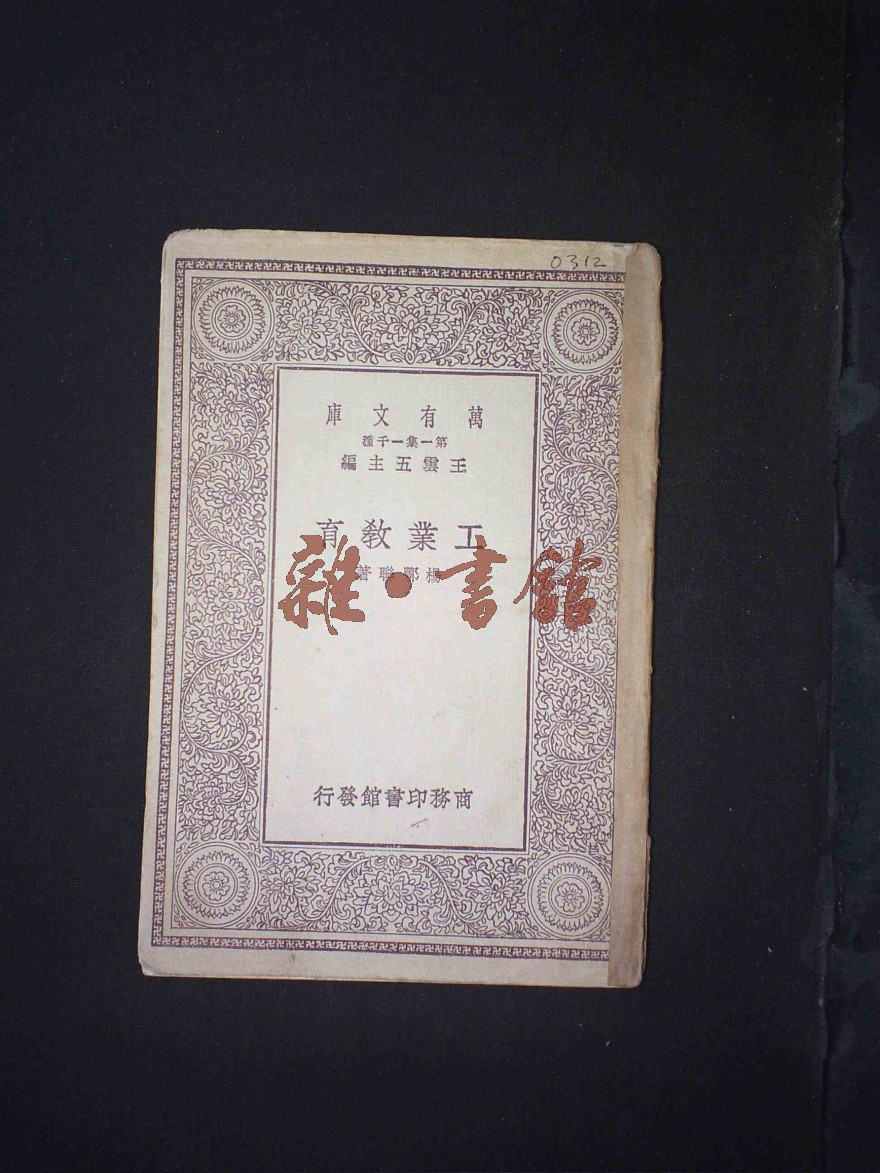 0312
萬有文庫
第一集一千種
王雲五主編
工業教育
楊鄂聯著
商務印書館發行
雜·書館